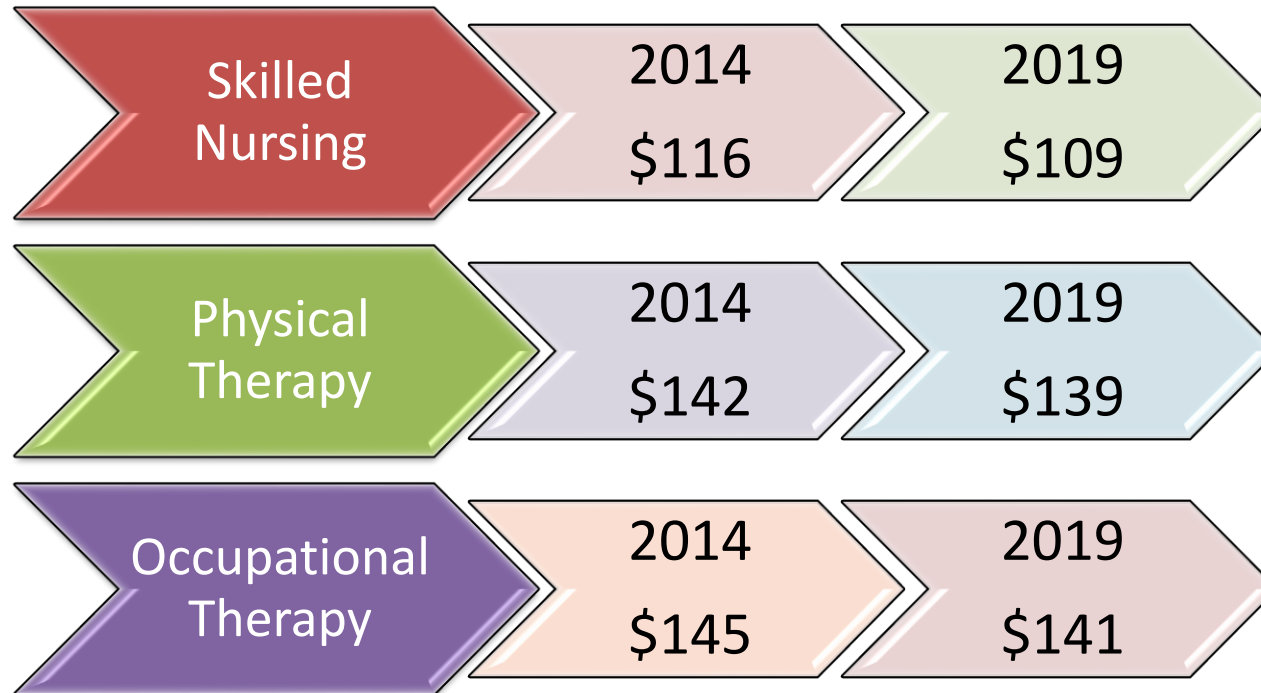 Skilled
Nursing
2014
$116
2019
$109
Physical
Therapy
2014
$142
2019
$139
Occupational
Therapy
2014
$145
2019
$141